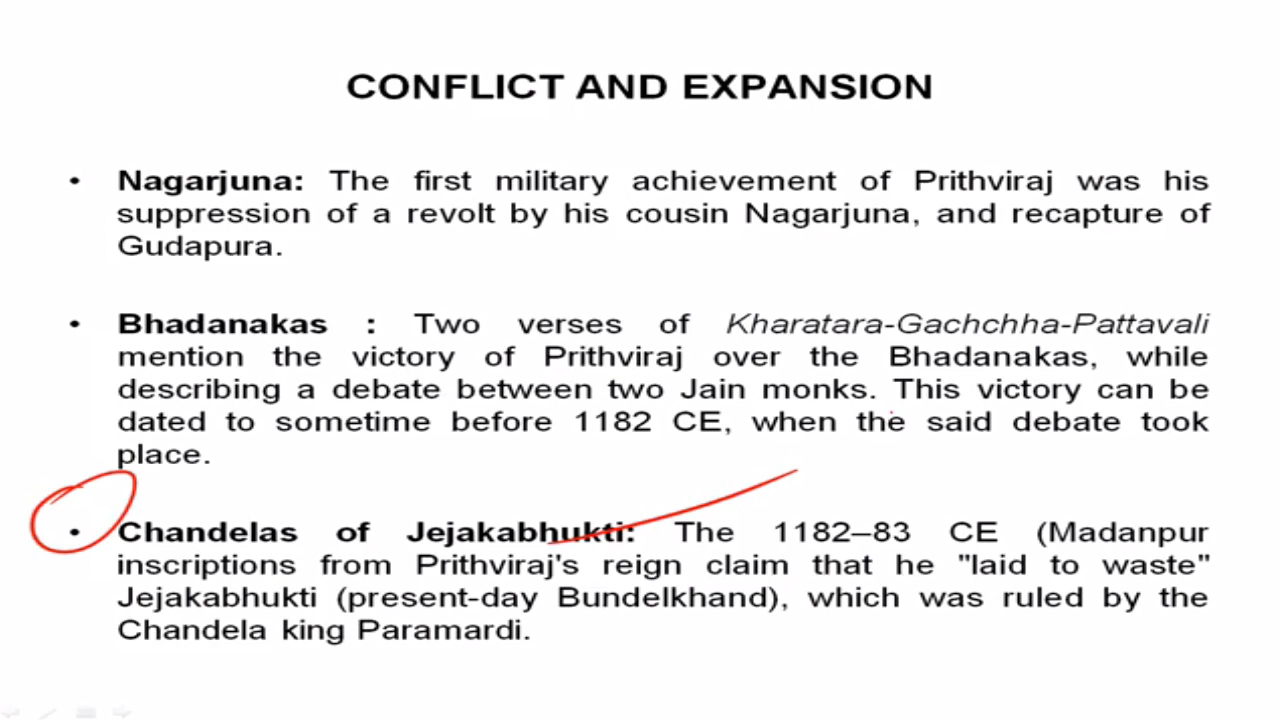 CONFLICT AND EXPANSION
• Nagarjuna: The first military achievement of Prithviraj was his
suppression of a revolt by his cousin Nagarjuna, and recapture of
Gudapura.
• Bhadanakas : Two verses of Kharatara-Gachchha-Pattavali
mention the victory of Prithviraj over the Bhadanakas, while
describing a debate between two Jain monks. This victory can be
dated to sometime before 1182 CE, when the said debate took
place.
• Chandelas of Jejakabhukti: The 1182–83 CE (Madanpur
inscriptions from Prithviraj's reign claim that he "laid to waste"
Jejakabhukti (present-day Bundelkhand), which was ruled by the
Chandela king Paramardi.